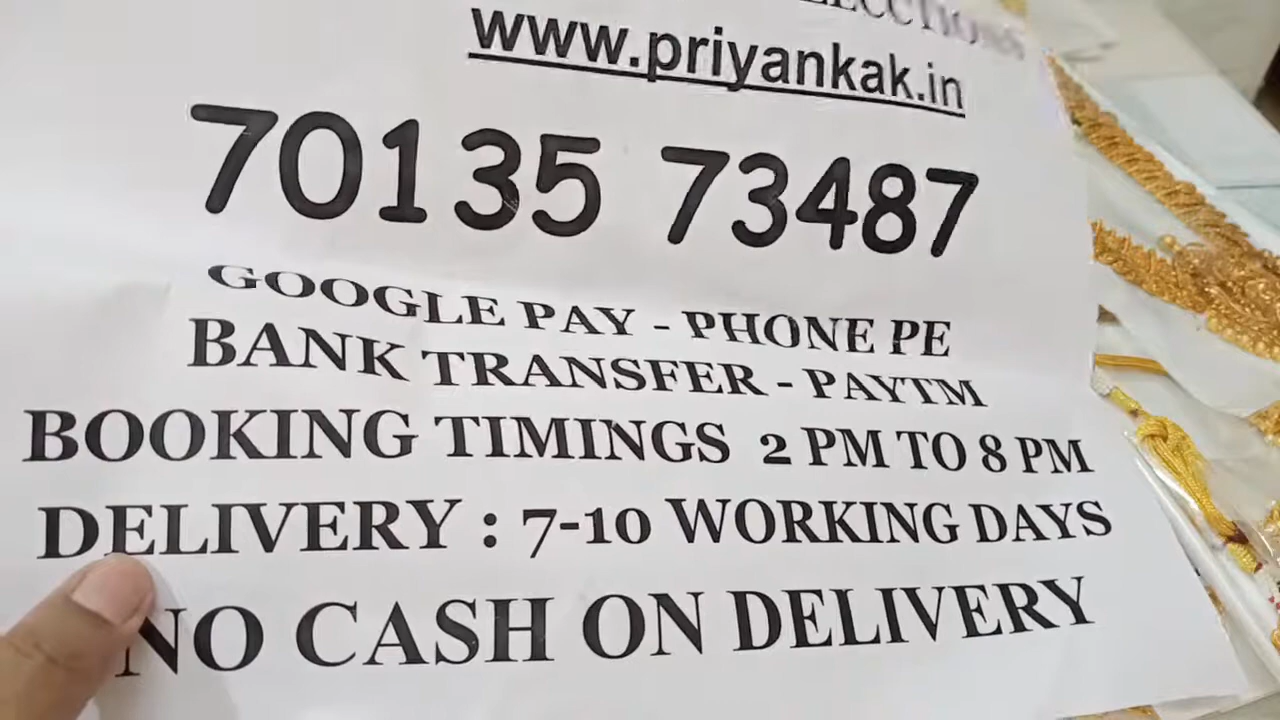 www.priyankak.in
70135 73487
GOOGLE PAY - PHONE PE
BANK TRANSFER - PAYTM
BOOKING TIMINGS 2 PM TO 8 PM
DELIVERY : 7-10 WORKING DAYS
NO CASH ON DELIVERY